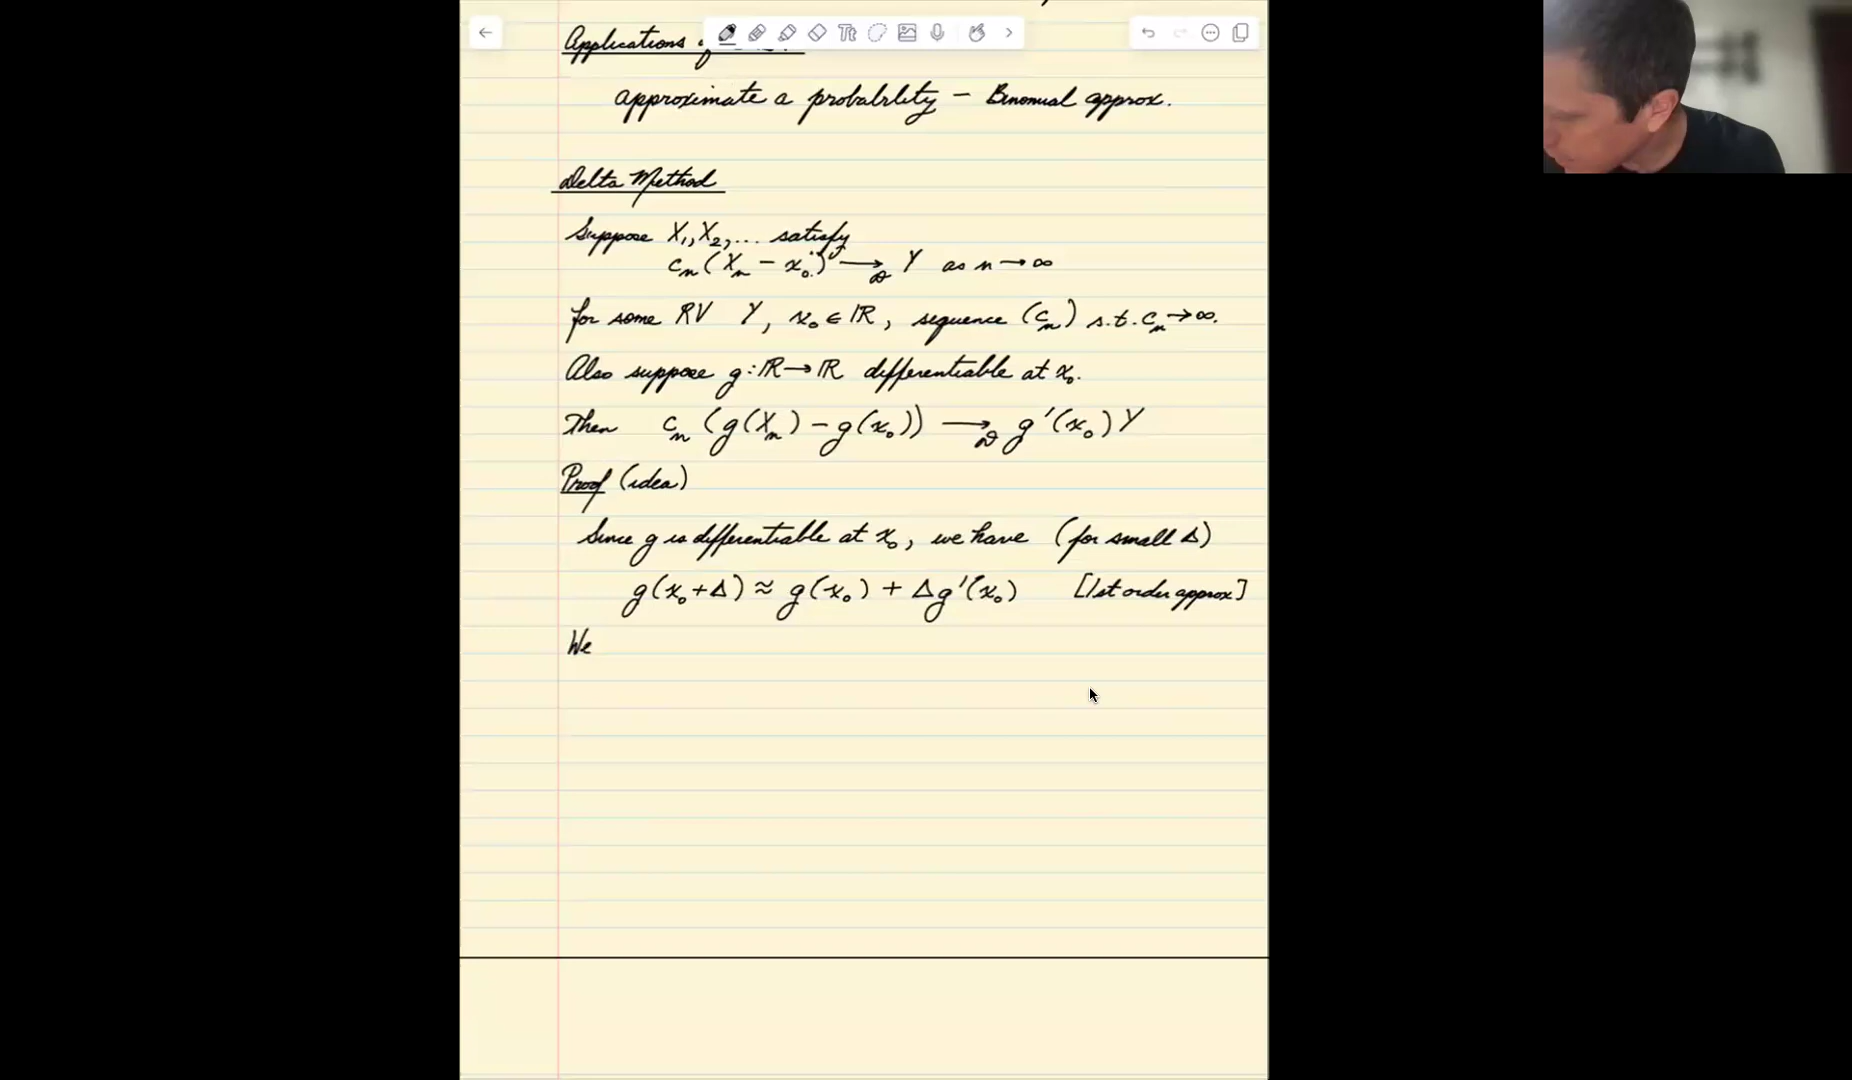 Applications
approximate a probability – Binomial approx.
Delta Method
Suppose X₁, X₂, ... satisfy
cₙ(Xₙ − x₀) →_D Y as n → ∞
for some RV Y, x₀ ∈ ℝ, sequence (cₙ) s.t. cₙ → ∞.
Also suppose g: ℝ → ℝ differentiable at x₀.
Then cₙ(g(Xₙ) − g(x₀)) →_D g'(x₀)Y
Proof (idea)
Since g is differentiable at x₀, we have (for small Δ)
g(x₀+Δ) ≈ g(x₀) + Δg'(x₀) [1st order approx]
We